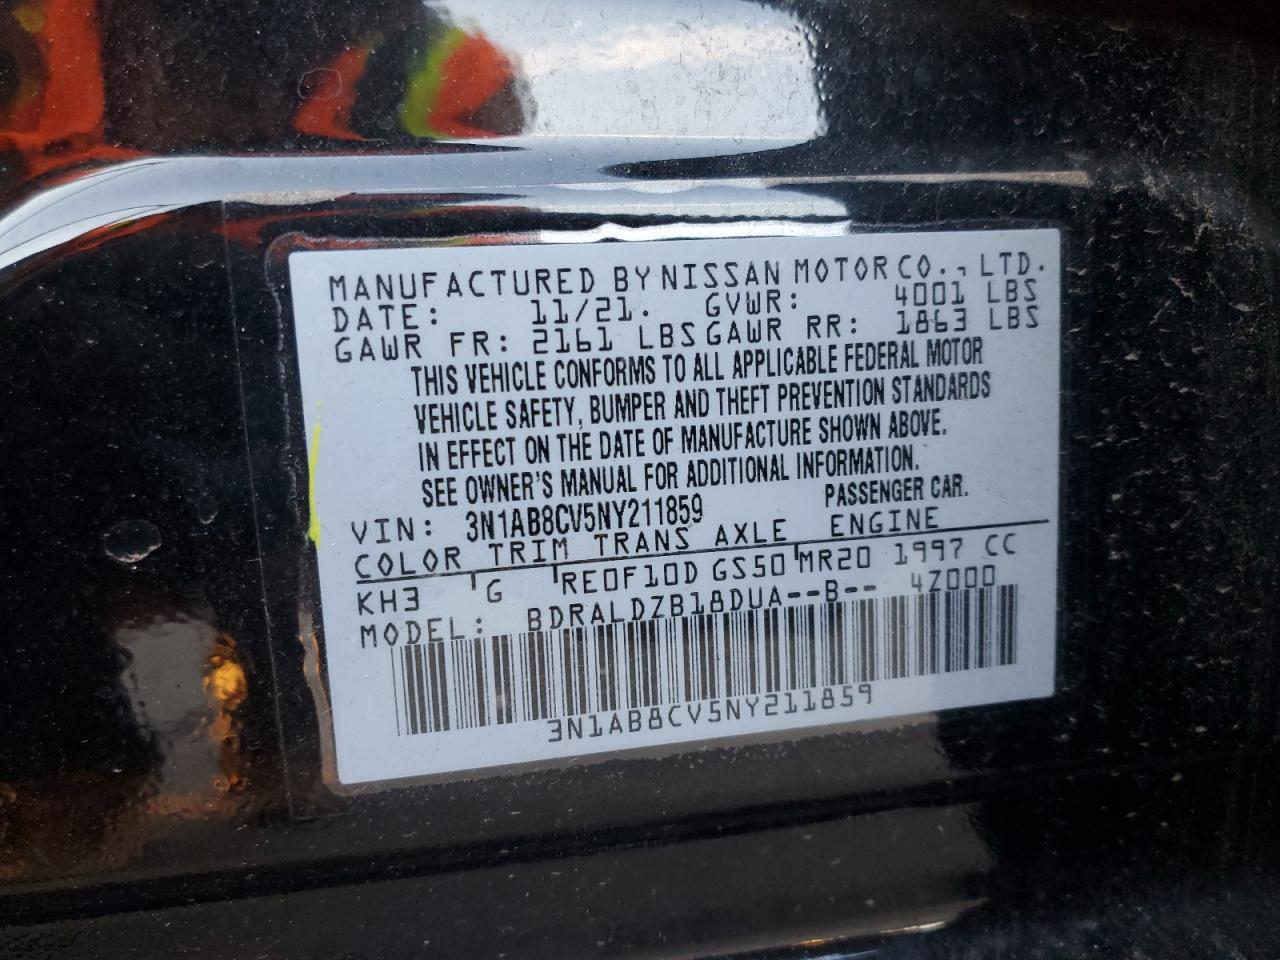 MANUFACTURED BY NISSAN MOTOR CO., LTD.
DATE: 11/21. GVWR: 4001 LBS
GAWR FR: 2161 LBS GAWR RR: 1863 LBS
THIS VEHICLE CONFORMS TO ALL APPLICABLE FEDERAL MOTOR
VEHICLE SAFETY, BUMPER AND THEFT PREVENTION STANDARDS
IN EFFECT ON THE DATE OF MANUFACTURE SHOWN ABOVE.
SEE OWNER'S MANUAL FOR ADDITIONAL INFORMATION.
VIN: 3N1AB8CV5NY211859 PASSENGER CAR.
COLOR TRIM TRANS AXLE ENGINE
KH3 G RE0F10D GS50 MR20 1997 CC
MODEL: BDRALDZB18DUA--B-- 4Z000
3N1AB8CV5NY211859